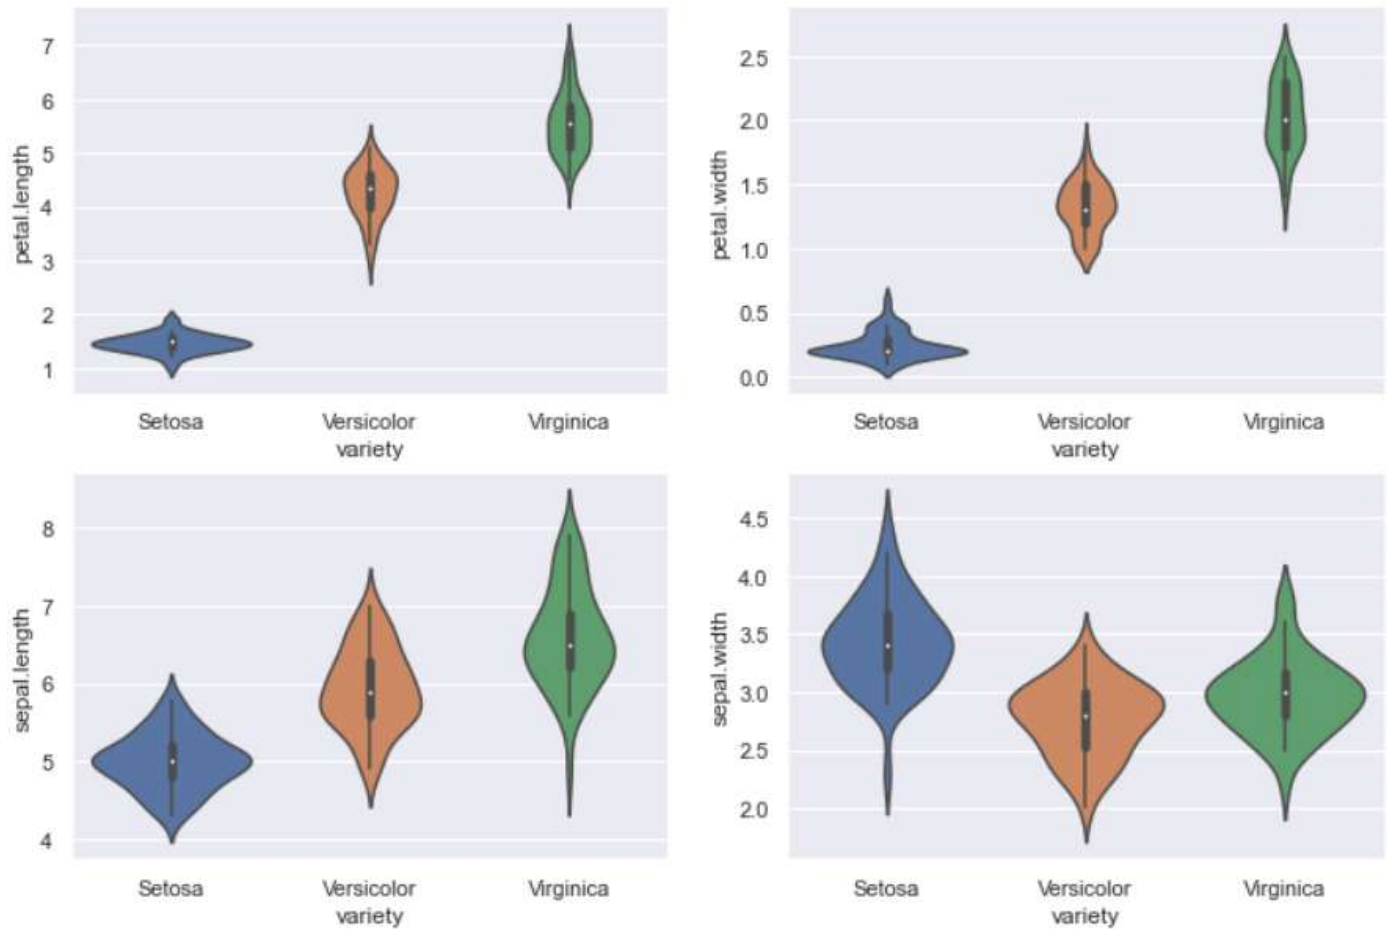 petal.length
7
6
5
4
3
2
1
Setosa Versicolor Virginica
variety
petal.width
2.5
2.0
1.5
1.0
0.5
0.0
Setosa Versicolor Virginica
variety
sepal.length
8
7
6
5
4
Setosa Versicolor Virginica
variety
sepal.width
4.5
4.0
3.5
3.0
2.5
2.0
Setosa Versicolor Virginica
variety